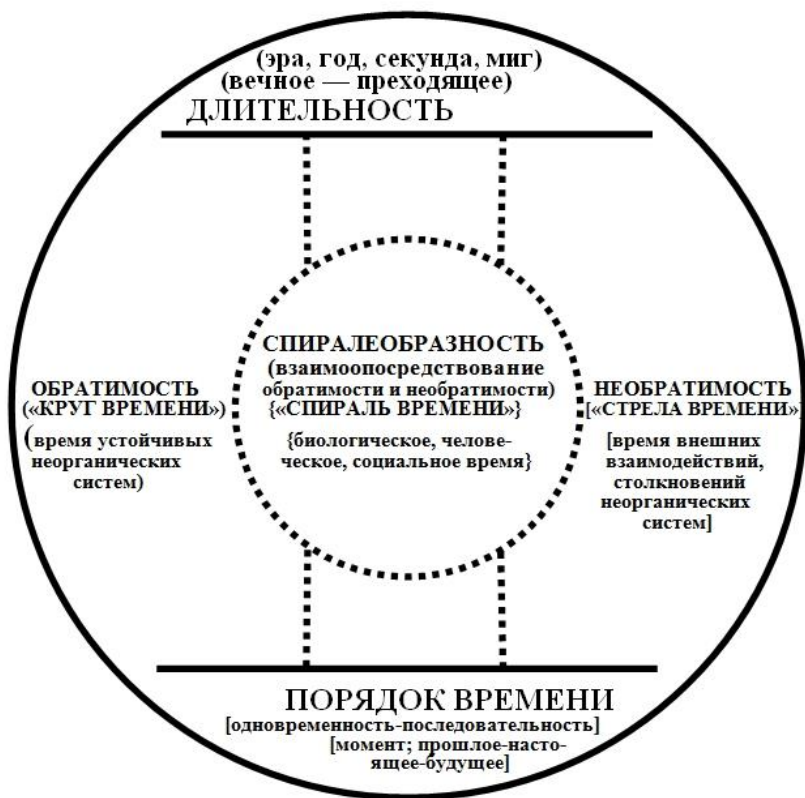 (эра, год, секунда, миг)
(вечное — преходящее)
ДЛИТЕЛЬНОСТЬ
СПИРАЛЕОБРАЗНОСТЬ
(взаимоопосредствование
обратимости и необратимости)
{«СПИРАЛЬ ВРЕМЕНИ»}
{биологическое, челове-
ческое, социальное время}
ОБРАТИМОСТЬ
(«КРУГ ВРЕМЕНИ»)
(время устойчивых
неорганических
систем)
НЕОБРАТИМОСТЬ
[«СТРЕЛА ВРЕМЕНИ»]
[время внешних
взаимодействий,
столкновений
неорганических
систем]
ПОРЯДОК ВРЕМЕНИ
[одновременность-последовательность]
[момент; прошлое-насто-
ящее-будущее]